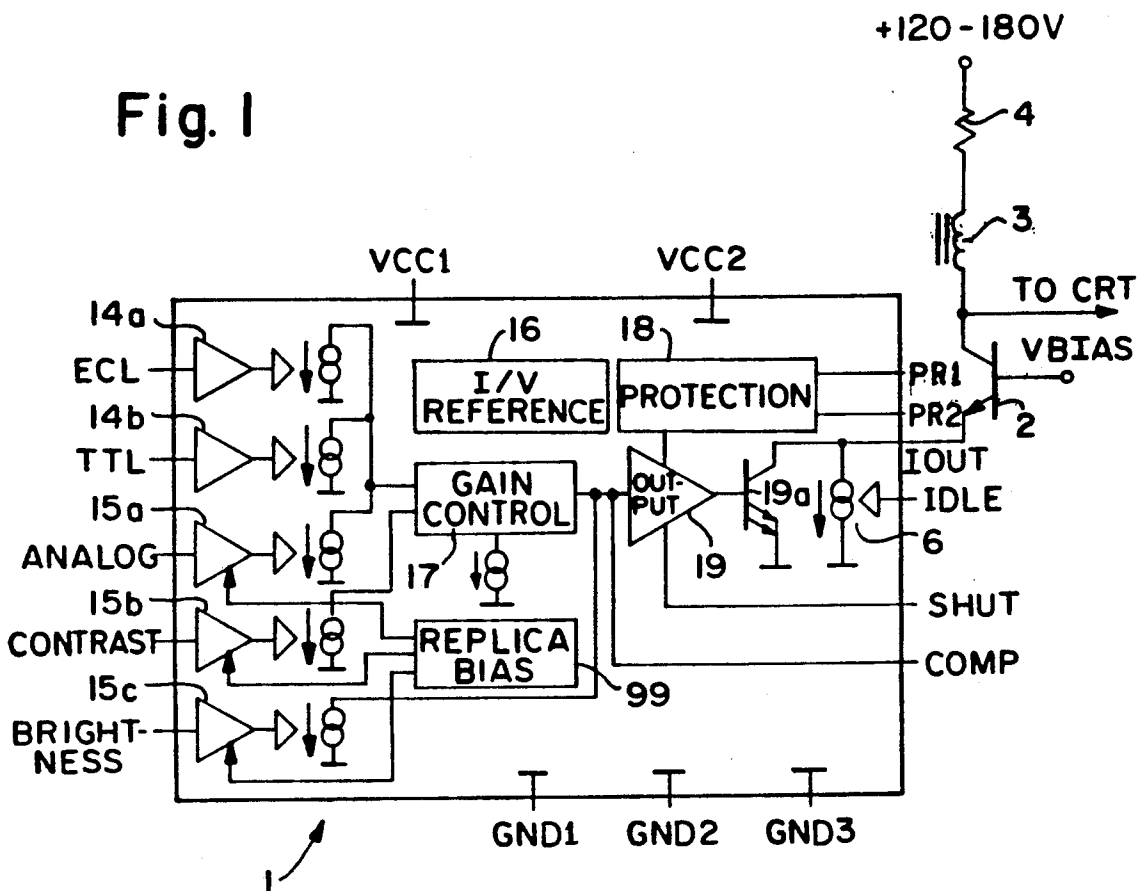 +120-180V
Fig. 1
4
3
VCC1
VCC2
TO CRT
14a
16
18
VBIAS
ECL
I/V
REFERENCE
PROTECTION
PR1
PR2
2
14b
TTL
IOUT
GAIN
CONTROL
OUT-
PUT
19a
IDLE
15a
ANALOG
17
19
6
15b
SHUT
CONTRAST
REPLICA
BIAS
COMP
15c
99
BRIGHT-
NESS
GND1
GND2
GND3
1